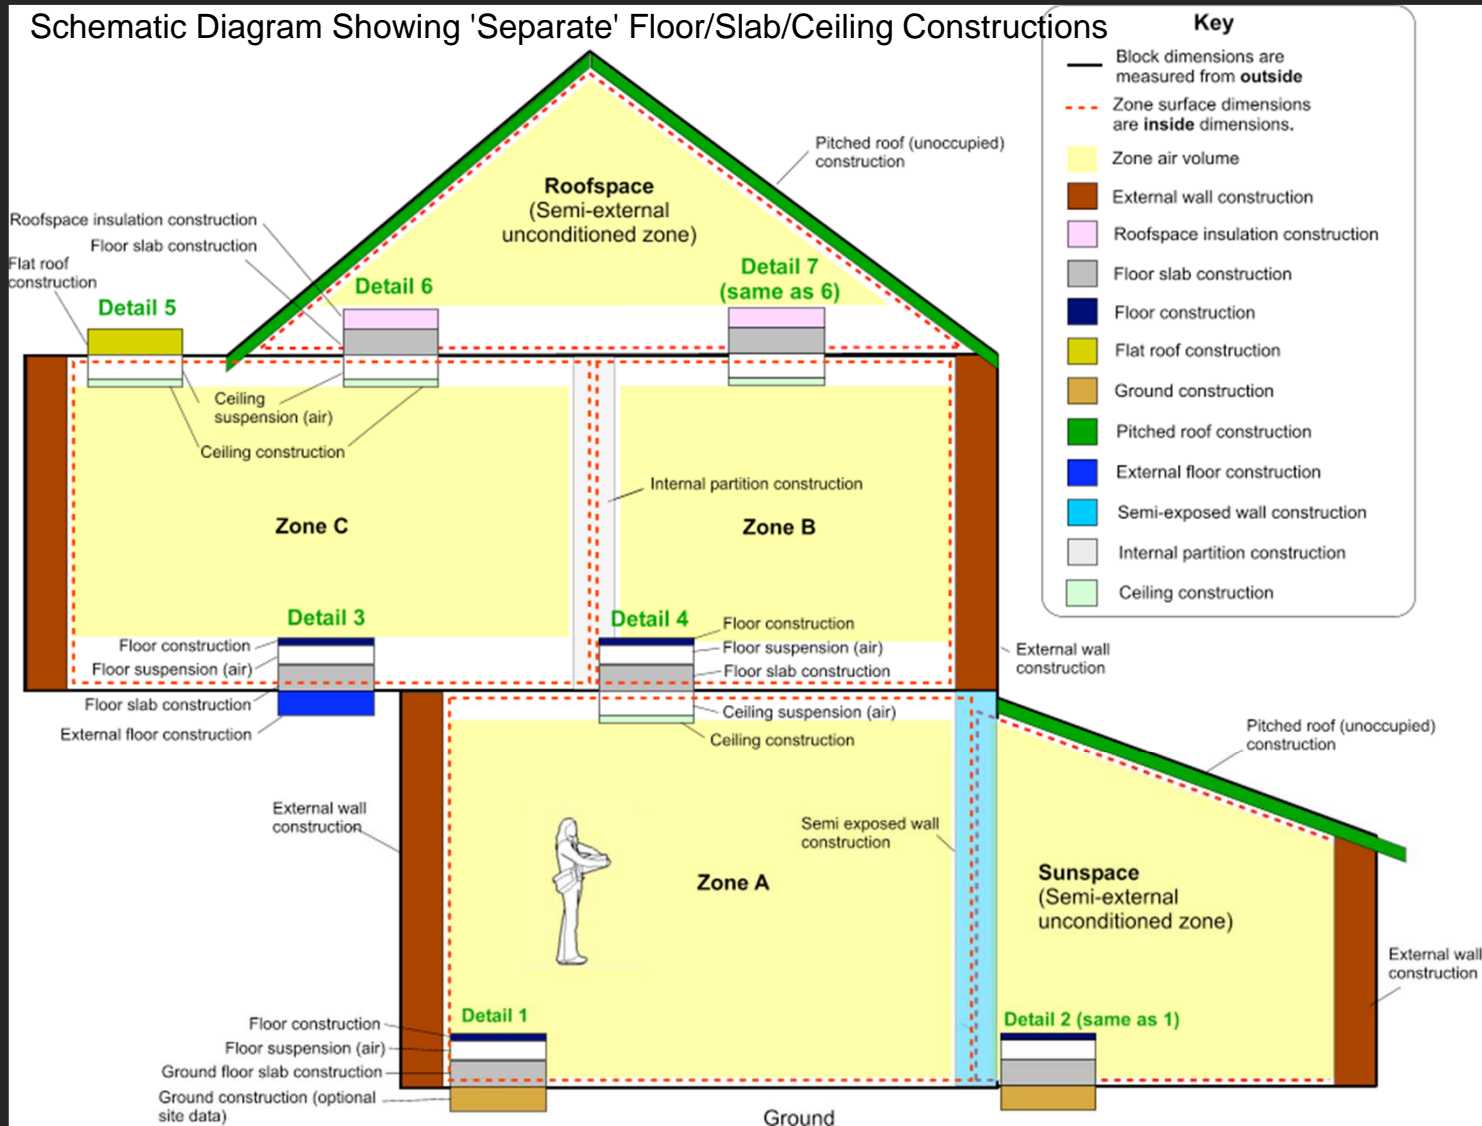 Schematic Diagram Showing 'Separate' Floor/Slab/Ceiling Constructions
Key
Block dimensions are
measured from outside
Zone surface dimensions
are inside dimensions.
Zone air volume
External wall construction
Roofspace insulation construction
Floor slab construction
Floor construction
Flat roof construction
Ground construction
Pitched roof construction
External floor construction
Semi-exposed wall construction
Internal partition construction
Ceiling construction
Pitched roof (unoccupied)
construction
Roofspace
(Semi-external
unconditioned zone)
Roofspace insulation construction
Floor slab construction
Flat roof
construction
Detail 5
Detail 6
Detail 7
(same as 6)
Ceiling
suspension (air)
Ceiling construction
Internal partition construction
Zone C
Zone B
Detail 3
Floor construction
Floor suspension (air)
Floor slab construction
External floor construction
Detail 4
Floor construction
Floor suspension (air)
Floor slab construction
Ceiling suspension (air)
Ceiling construction
External wall
construction
Pitched roof (unoccupied)
construction
External wall
construction
Semi exposed wall
construction
Zone A
Sunspace
(Semi-external
unconditioned zone)
External wall
construction
Detail 1
Floor construction
Floor suspension (air)
Ground floor slab construction
Ground construction (optional
site data)
Detail 2 (same as 1)
Ground